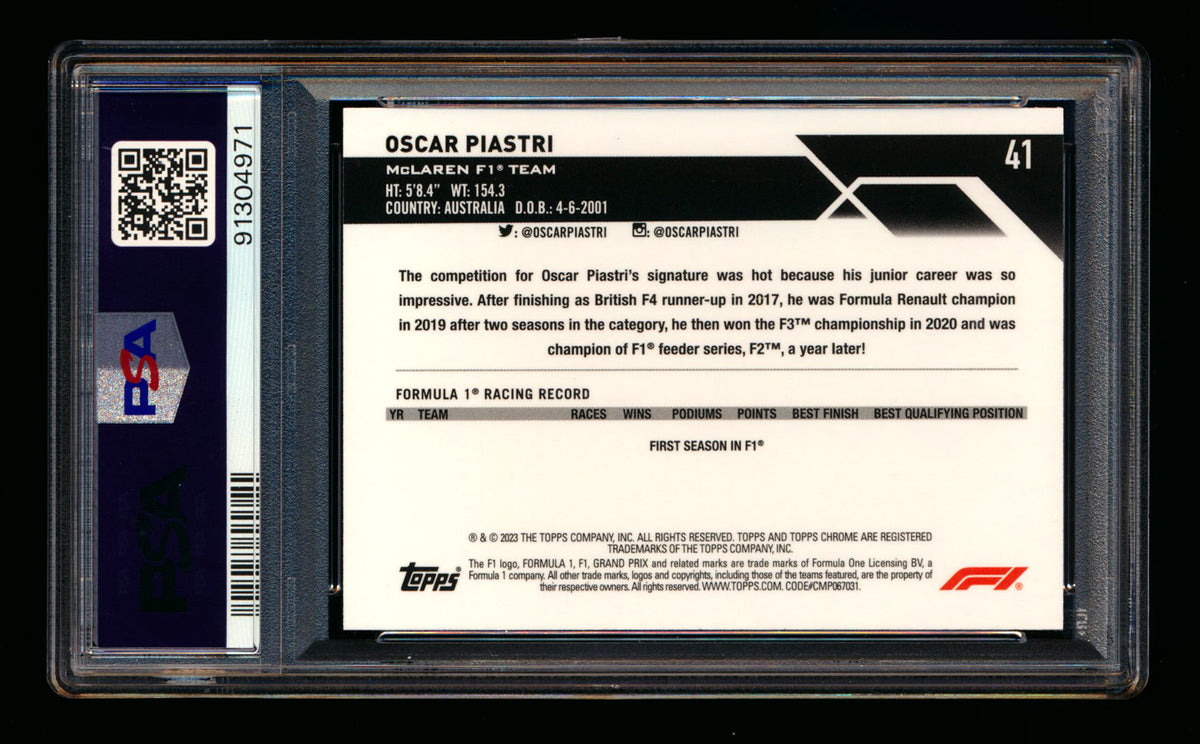 91304971
PSA
PSA
OSCAR PIASTRI
41
McLAREN F1® TEAM
HT: 5'8.4" WT: 154.3
COUNTRY: AUSTRALIA D.O.B.: 4-6-2001
: @OSCARPIASTRI : @OSCARPIASTRI
The competition for Oscar Piastri's signature was hot because his junior career was so
impressive. After finishing as British F4 runner-up in 2017, he was Formula Renault champion
in 2019 after two seasons in the category, he then won the F3™ championship in 2020 and was
champion of F1® feeder series, F2™, a year later!
FORMULA 1® RACING RECORD
YR TEAM RACES WINS PODIUMS POINTS BEST FINISH BEST QUALIFYING POSITION
FIRST SEASON IN F1®
® & © 2023 THE TOPPS COMPANY, INC. ALL RIGHTS RESERVED. TOPPS AND TOPPS CHROME ARE REGISTERED
TRADEMARKS OF THE TOPPS COMPANY, INC.
The F1 logo, FORMULA 1, F1, GRAND PRIX and related marks are trade marks of Formula One Licensing BV, a
Formula 1 company. All other trade marks, logos and copyrights, including those of the teams featured, are the property of
their respective owners. All rights reserved. WWW.TOPPS.COM. CODE#CMP067031.
topps®
F1®